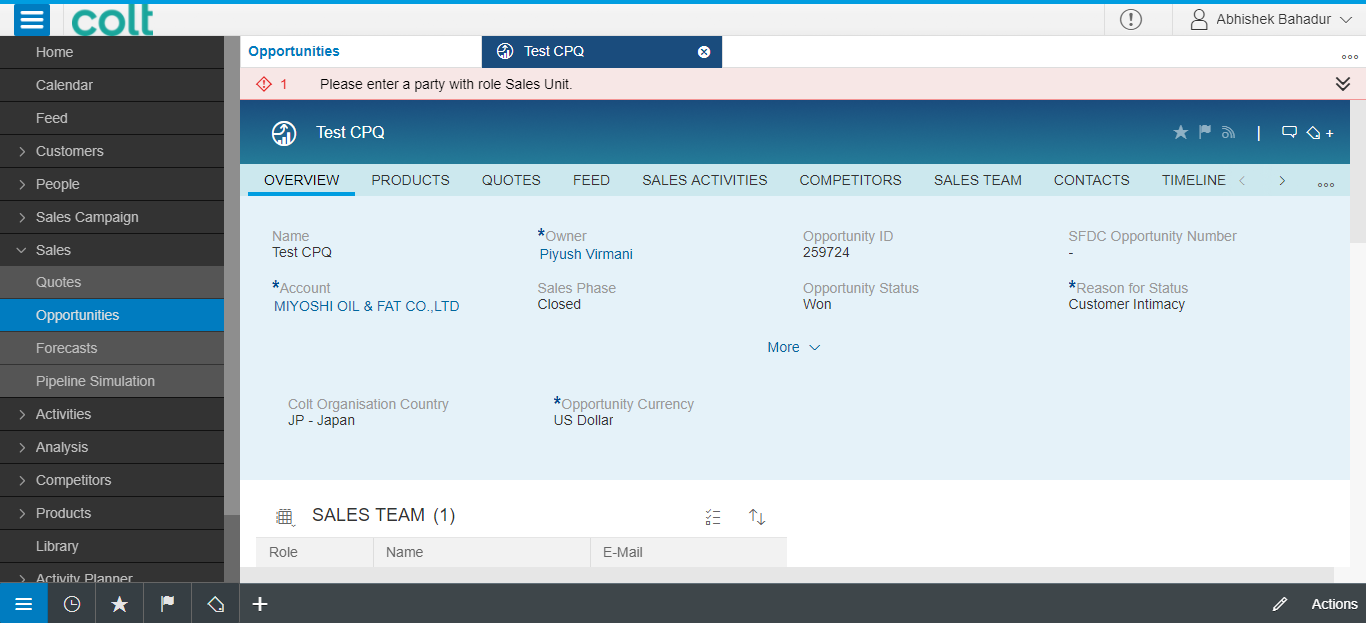 colt
Abhishek Bahadur
Home
Calendar
Feed
Customers
People
Sales Campaign
Sales
Quotes
Opportunities
Forecasts
Pipeline Simulation
Activities
Analysis
Competitors
Products
Library
Activity Planner
Opportunities
Test CPQ
1 Please enter a party with role Sales Unit.
Test CPQ
OVERVIEW PRODUCTS QUOTES FEED SALES ACTIVITIES COMPETITORS SALES TEAM CONTACTS TIMELINE
Name *Owner Opportunity ID SFDC Opportunity Number
Test CPQ Piyush Virmani 259724 -
*Account Sales Phase Opportunity Status *Reason for Status
MIYOSHI OIL & FAT CO.,LTD Closed Won Customer Intimacy
More
Colt Organisation Country *Opportunity Currency
JP - Japan US Dollar
SALES TEAM (1)
Role Name E-Mail
Actions